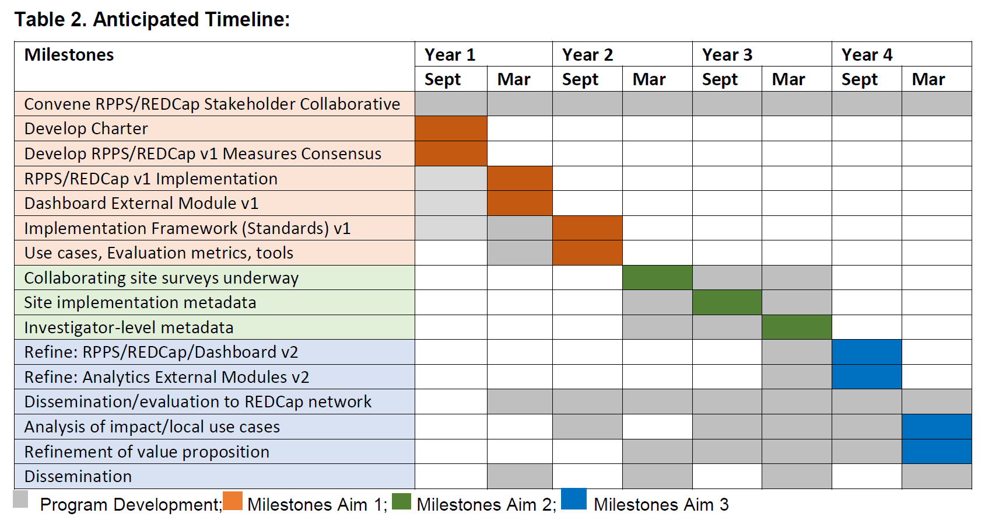 Table 2. Anticipated Timeline:
Milestones Year 1 Year 2 Year 3 Year 4
Sept Mar Sept Mar Sept Mar Sept Mar
Convene RPPS/REDCap Stakeholder Collaborative
Develop Charter
Develop RPPS/REDCap v1 Measures Consensus
RPPS/REDCap v1 Implementation
Dashboard External Module v1
Implementation Framework (Standards) v1
Use cases, Evaluation metrics, tools
Collaborating site surveys underway
Site implementation metadata
Investigator-level metadata
Refine: RPPS/REDCap/Dashboard v2
Refine: Analytics External Modules v2
Dissemination/evaluation to REDCap network
Analysis of impact/local use cases
Refinement of value proposition
Dissemination
Program Development; Milestones Aim 1; Milestones Aim 2; Milestones Aim 3